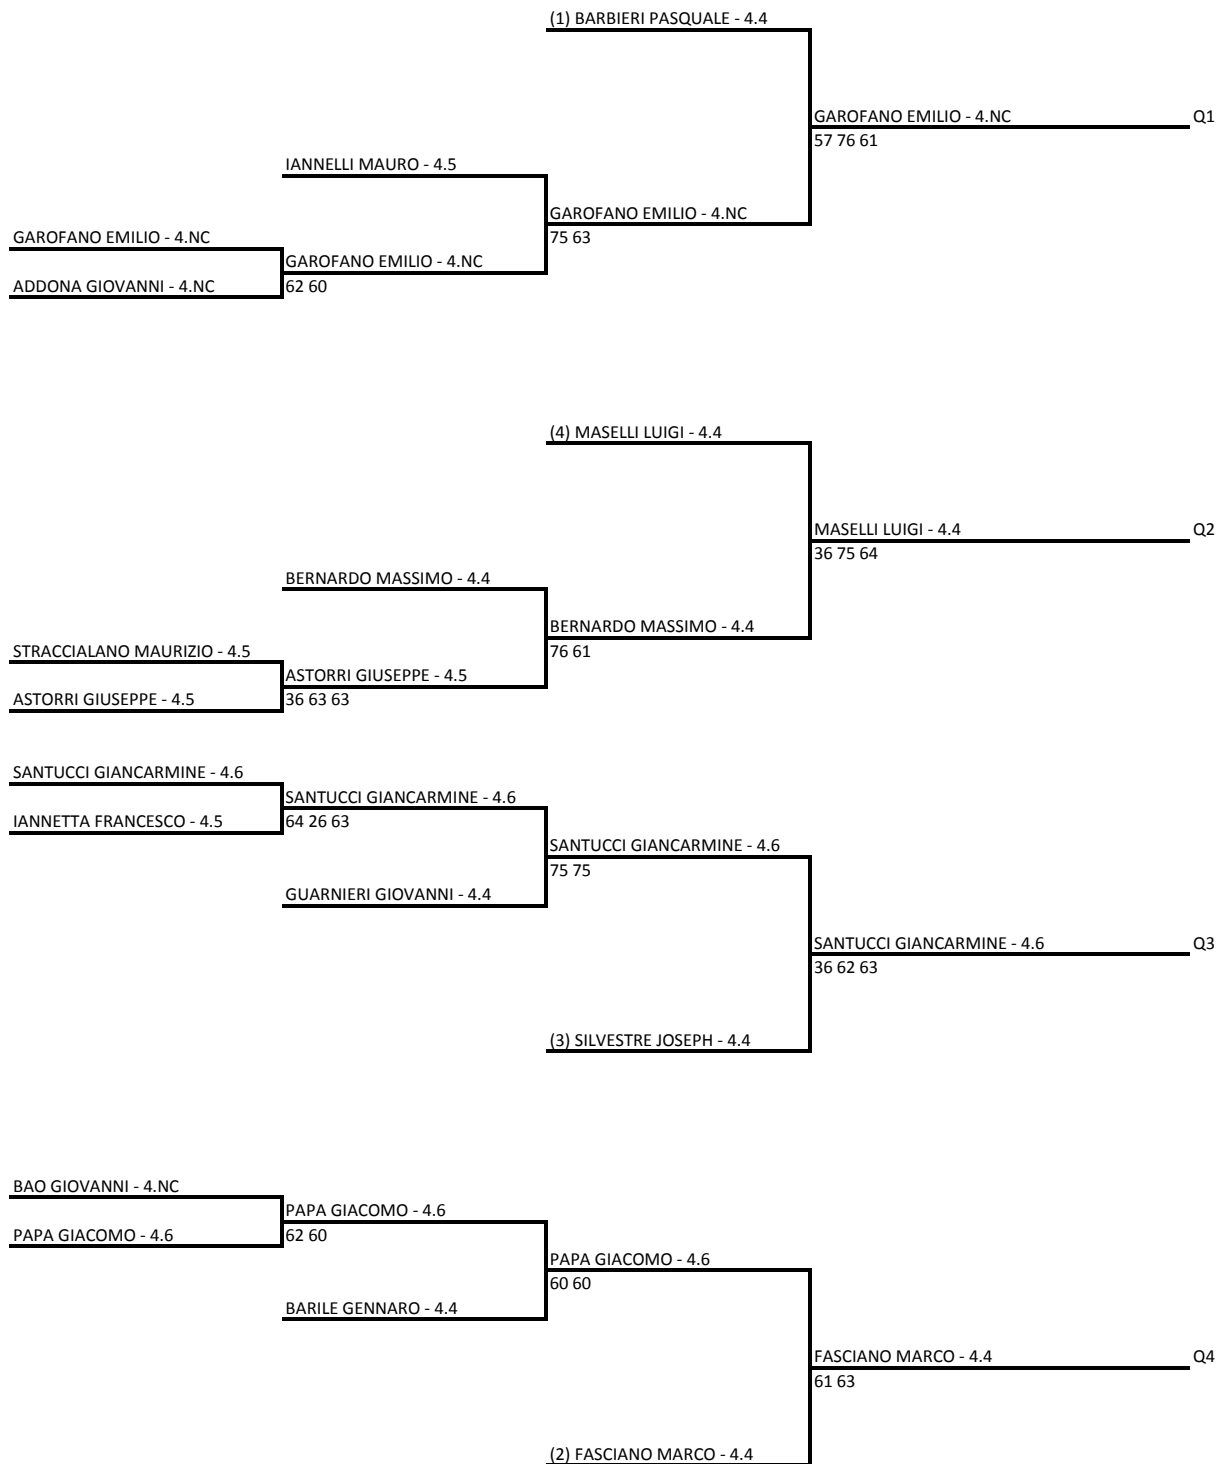 (1) BARBIERI PASQUALE - 4.4
GAROFANO EMILIO - 4.NC Q1
57 76 61
IANNELLI MAURO - 4.5
GAROFANO EMILIO - 4.NC
75 63
GAROFANO EMILIO - 4.NC
GAROFANO EMILIO - 4.NC
62 60
ADDONA GIOVANNI - 4.NC
(4) MASELLI LUIGI - 4.4
MASELLI LUIGI - 4.4 Q2
36 75 64
BERNARDO MASSIMO - 4.4
BERNARDO MASSIMO - 4.4
76 61
STRACCIALANO MAURIZIO - 4.5
ASTORRI GIUSEPPE - 4.5
36 63 63
ASTORRI GIUSEPPE - 4.5
SANTUCCI GIANCARMINE - 4.6
SANTUCCI GIANCARMINE - 4.6
64 26 63
IANNETTA FRANCESCO - 4.5
SANTUCCI GIANCARMINE - 4.6
75 75
GUARNIERI GIOVANNI - 4.4
SANTUCCI GIANCARMINE - 4.6 Q3
36 62 63
(3) SILVESTRE JOSEPH - 4.4
BAO GIOVANNI - 4.NC
PAPA GIACOMO - 4.6
62 60
PAPA GIACOMO - 4.6
PAPA GIACOMO - 4.6
60 60
BARILE GENNARO - 4.4
FASCIANO MARCO - 4.4 Q4
61 63
(2) FASCIANO MARCO - 4.4